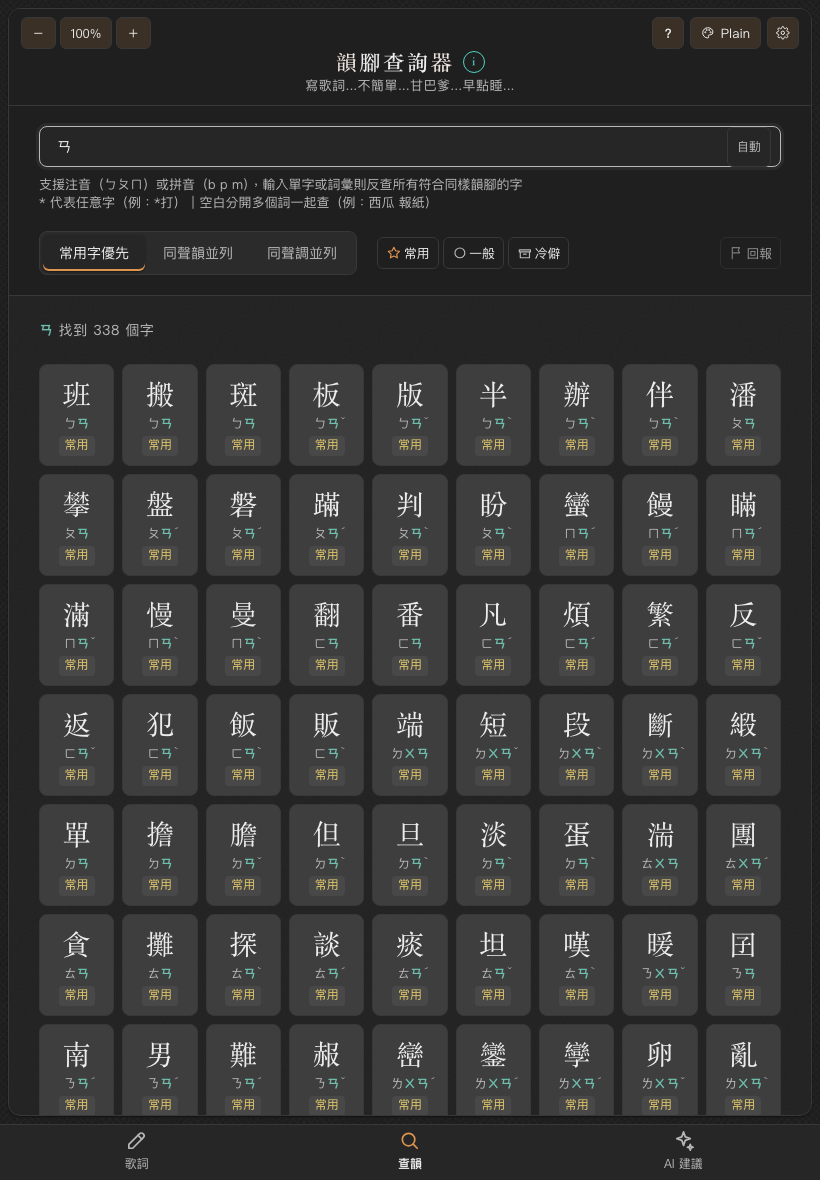 − 100% +
? Plain
韻腳查詢器 i
寫歌詞...不簡單...甘巴爹...早點睡...
ㄢ 自動
支援注音（ㄅㄆㄇ）或拼音（b p m），輸入單字或詞彙則反查所有符合同樣韻腳的字
* 代表任意字（例：*打）｜空白分開多個詞一起查（例：西瓜 報紙）
常用字優先 同聲韻並列 同聲調並列 常用 一般 冷僻 回報
ㄢ 找到 338 個字
班 搬 斑 板 版 半 辦 伴 潘
ㄅㄢ ㄅㄢ ㄅㄢ ㄅㄢˇ ㄅㄢˇ ㄅㄢˋ ㄅㄢˋ ㄅㄢˋ ㄆㄢ
常用 常用 常用 常用 常用 常用 常用 常用 常用
攀 盤 磐 蹣 判 盼 蠻 饅 瞞
ㄆㄢ ㄆㄢˊ ㄆㄢˊ ㄆㄢˊ ㄆㄢˋ ㄆㄢˋ ㄇㄢˊ ㄇㄢˊ ㄇㄢˊ
常用 常用 常用 常用 常用 常用 常用 常用 常用
滿 慢 曼 翻 番 凡 煩 繁 反
ㄇㄢˇ ㄇㄢˋ ㄇㄢˋ ㄈㄢ ㄈㄢ ㄈㄢˊ ㄈㄢˊ ㄈㄢˊ ㄈㄢˇ
常用 常用 常用 常用 常用 常用 常用 常用 常用
返 犯 飯 販 端 短 段 斷 緞
ㄈㄢˇ ㄈㄢˋ ㄈㄢˋ ㄈㄢˋ ㄉㄨㄢ ㄉㄨㄢˇ ㄉㄨㄢˋ ㄉㄨㄢˋ ㄉㄨㄢˋ
常用 常用 常用 常用 常用 常用 常用 常用 常用
單 擔 膽 但 旦 淡 蛋 湍 團
ㄉㄢ ㄉㄢ ㄉㄢˇ ㄉㄢˋ ㄉㄢˋ ㄉㄢˋ ㄉㄢˋ ㄊㄨㄢ ㄊㄨㄢˊ
常用 常用 常用 常用 常用 常用 常用 常用 常用
貪 攤 探 談 痰 坦 嘆 暖 囝
ㄊㄢ ㄊㄢ ㄊㄢˋ ㄊㄢˊ ㄊㄢˊ ㄊㄢˇ ㄊㄢˋ ㄋㄨㄢˇ ㄋㄢ
常用 常用 常用 常用 常用 常用 常用 常用 常用
南 男 難 赧 巒 鑾 孿 卵 亂
ㄋㄢˊ ㄋㄢˊ ㄋㄢˊ ㄋㄢˇ ㄌㄨㄢˊ ㄌㄨㄢˊ ㄌㄨㄢˊ ㄌㄨㄢˇ ㄌㄨㄢˋ
常用 常用 常用 常用 常用 常用 常用 常用 常用
歌詞 查韻 AI 建議